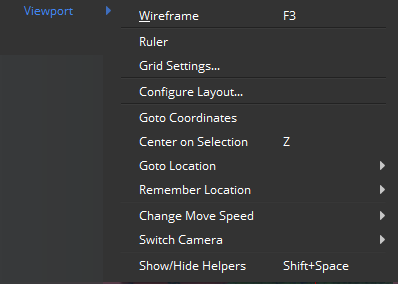 Viewport
Wireframe F3
Ruler
Grid Settings...
Configure Layout...
Goto Coordinates
Center on Selection Z
Goto Location
Remember Location
Change Move Speed
Switch Camera
Show/Hide Helpers Shift+Space